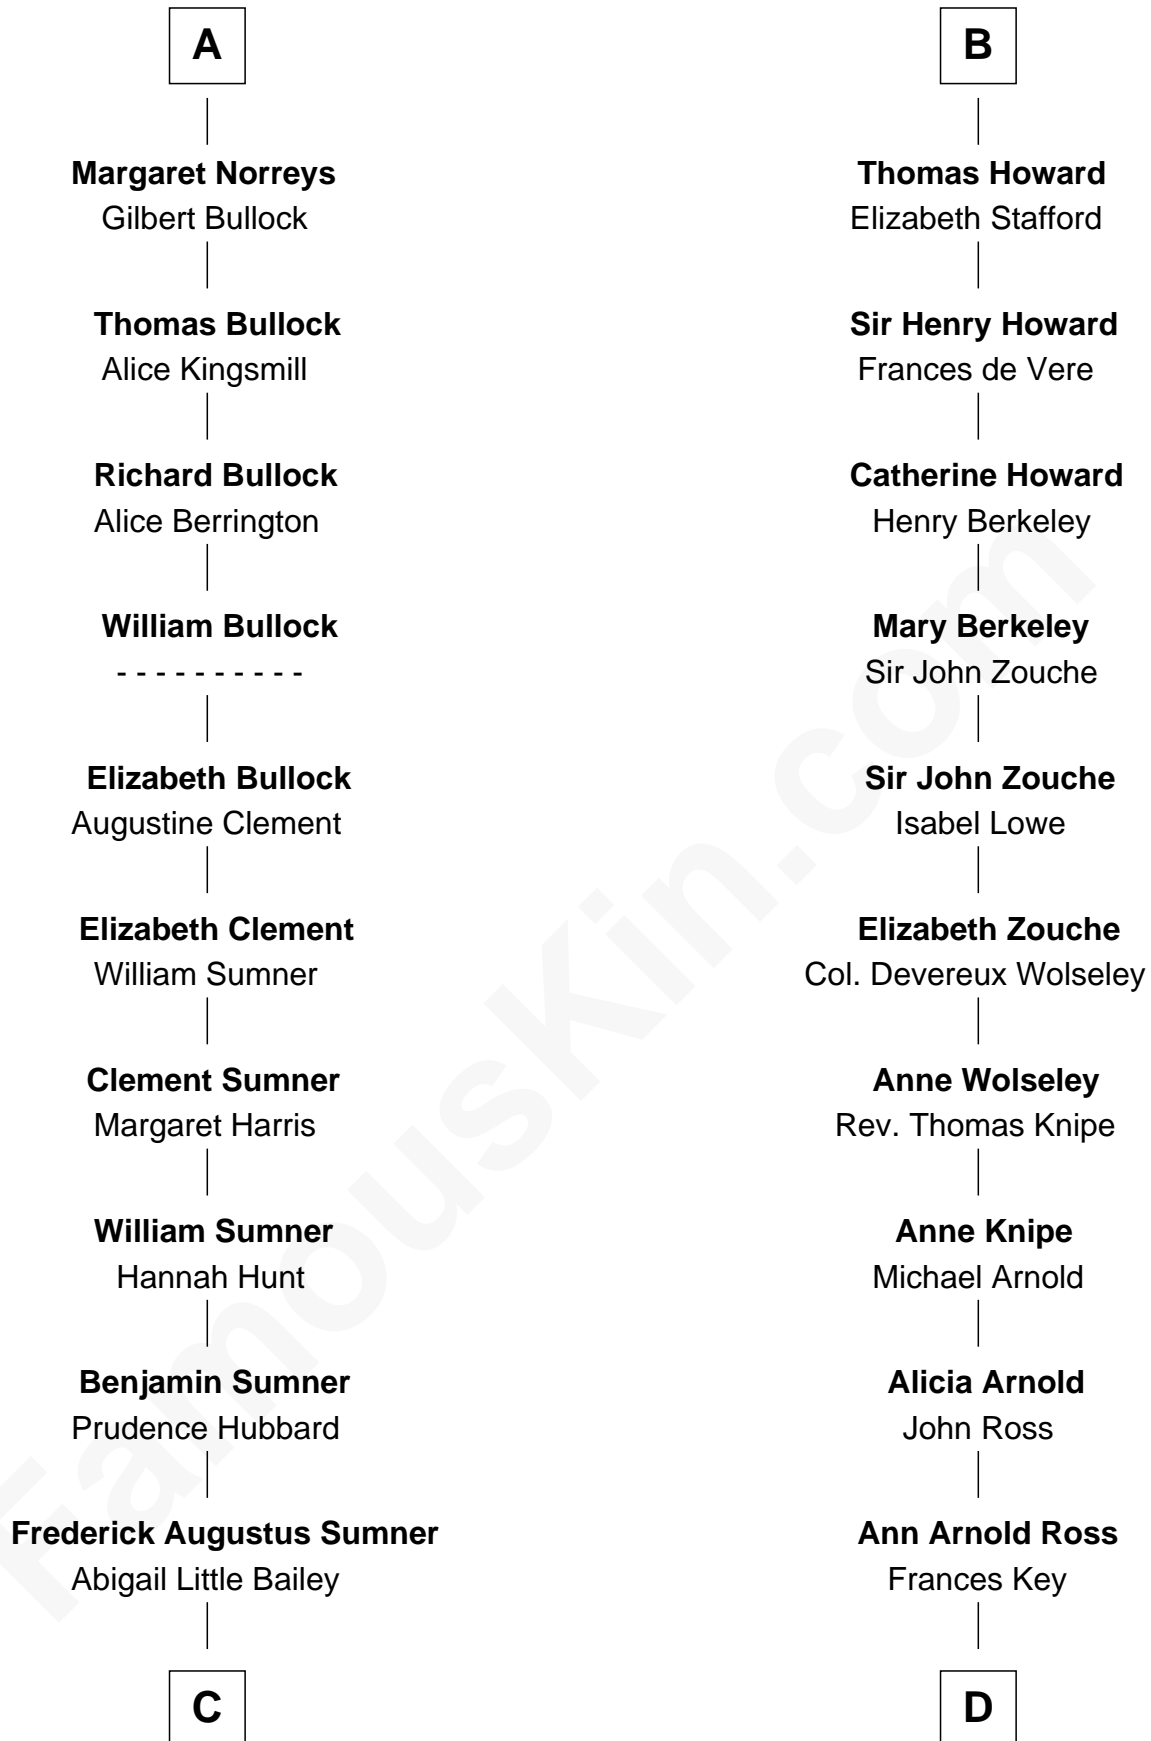 A
Margaret Norreys
Gilbert Bullock
Thomas Bullock
Alice Kingsmill
Richard Bullock
Alice Berrington
William Bullock
- - - - - - - - - -
Elizabeth Bullock
Augustine Clement
Elizabeth Clement
William Sumner
Clement Sumner
Margaret Harris
William Sumner
Hannah Hunt
Benjamin Sumner
Prudence Hubbard
Frederick Augustus Sumner
Abigail Little Bailey
C
B
Thomas Howard
Elizabeth Stafford
Sir Henry Howard
Frances de Vere
Catherine Howard
Henry Berkeley
Mary Berkeley
Sir John Zouche
Sir John Zouche
Isabel Lowe
Elizabeth Zouche
Col. Devereux Wolseley
Anne Wolseley
Rev. Thomas Knipe
Anne Knipe
Michael Arnold
Alicia Arnold
John Ross
Ann Arnold Ross
Frances Key
D
FamousKin.com